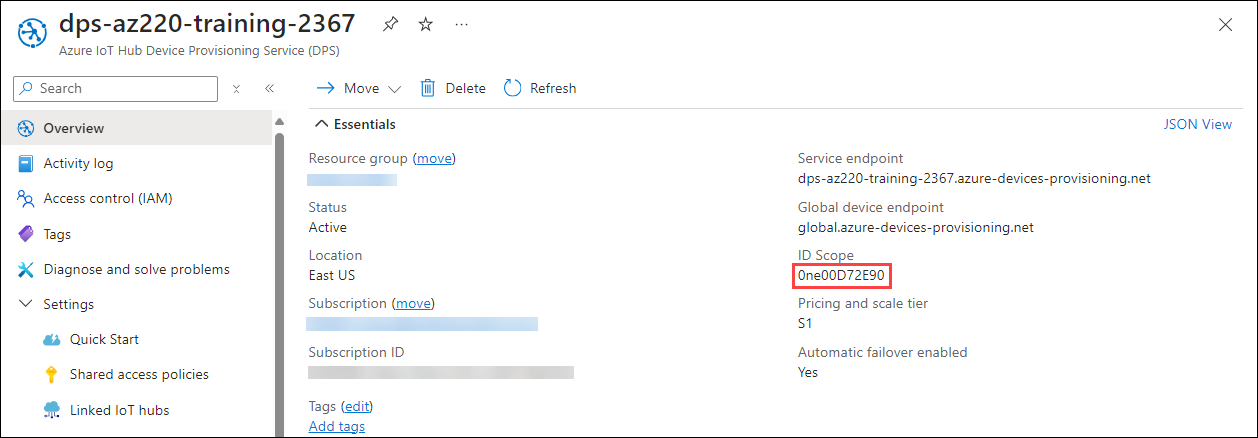 dps-az220-training-2367
Azure IoT Hub Device Provisioning Service (DPS)
Search
Move
Delete
Refresh
Overview
Activity log
Access control (IAM)
Tags
Diagnose and solve problems
Settings
Quick Start
Shared access policies
Linked IoT hubs
Essentials
JSON View
Resource group (move)
Status
Active
Location
East US
Subscription (move)
Subscription ID
Tags (edit)
Add tags
Service endpoint
dps-az220-training-2367.azure-devices-provisioning.net
Global device endpoint
global.azure-devices-provisioning.net
ID Scope
0ne00D72E90
Pricing and scale tier
S1
Automatic failover enabled
Yes